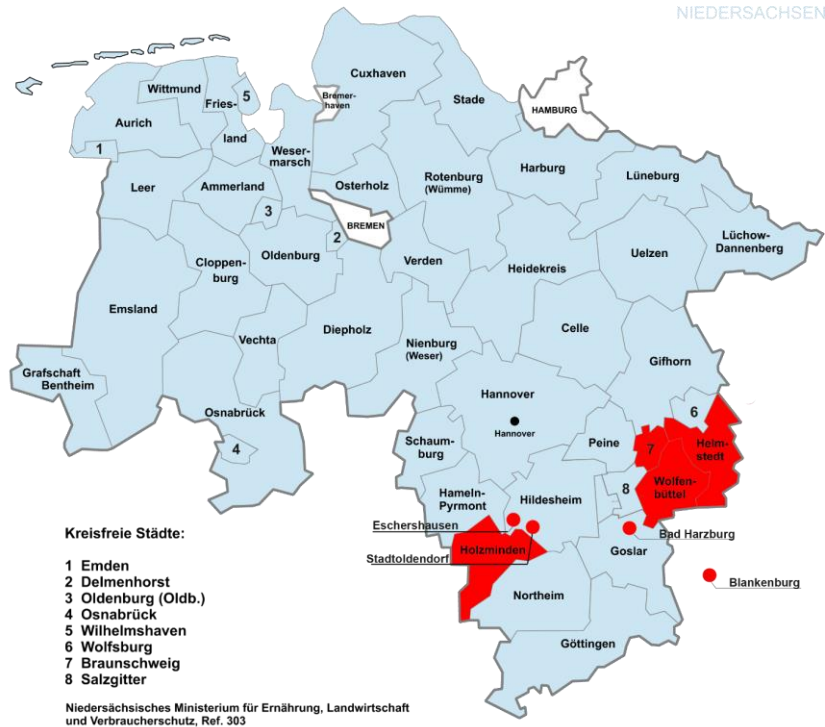 NIEDERSACHSEN
Cuxhaven
Wittmund
Fries-
land
5
Bremer-
haven
Stade
HAMBURG
Aurich
1
Weser-
marsch
Harburg
Lüneburg
Leer
Ammerland
Osterholz
Rotenburg
(Wümme)
3
BREMEN
2
Lüchow-
Dannenberg
Cloppen-
burg
Oldenburg
Verden
Heidekreis
Uelzen
Emsland
Vechta
Diepholz
Nienburg
(Weser)
Celle
Gifhorn
Grafschaft
Bentheim
Osnabrück
4
Hannover
Hannover
6
Schaum-
burg
Peine
7
Helm-
stedt
Wolfen-
büttel
8
Hameln-
Pyrmont
Hildesheim
Eschershausen
Stadtoldendorf
Holzminden
Goslar
Bad Harzburg
Blankenburg
Northeim
Göttingen
Kreisfreie Städte:
1 Emden
2 Delmenhorst
3 Oldenburg (Oldb.)
4 Osnabrück
5 Wilhelmshaven
6 Wolfsburg
7 Braunschweig
8 Salzgitter
Niedersächsisches Ministerium für Ernährung, Landwirtschaft
und Verbraucherschutz, Ref. 303